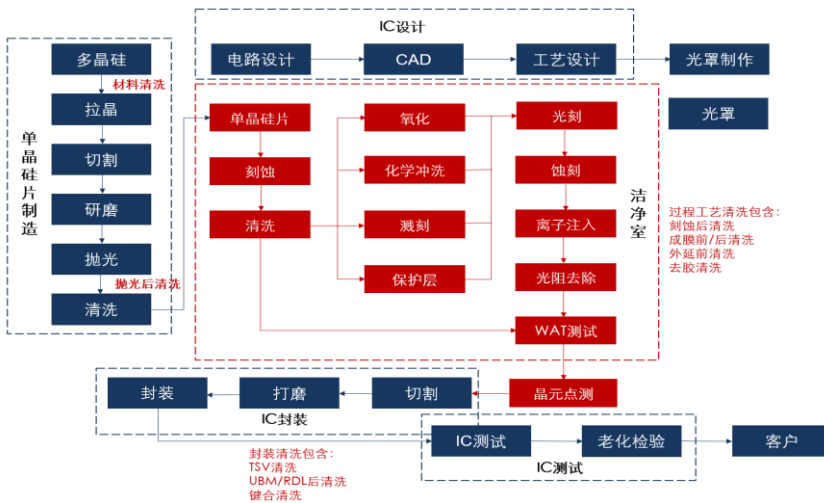 IC设计
电路设计
CAD
工艺设计
光罩制作
光罩
单晶硅片制造
多晶硅
材料清洗
拉晶
切割
研磨
抛光
抛光后清洗
清洗
单晶硅片
刻蚀
清洗
氧化
化学冲洗
溅刻
保护层
光刻
蚀刻
离子注入
光阻去除
WAT测试
洁净室
过程工艺清洗包含：
刻蚀后清洗
成膜前/后清洗
外延前清洗
去胶清洗
晶元点测
切割
打磨
封装
IC封装
封装清洗包含：
TSV清洗
UBM/RDL后清洗
键合清洗
IC测试
老化检验
IC测试
客户